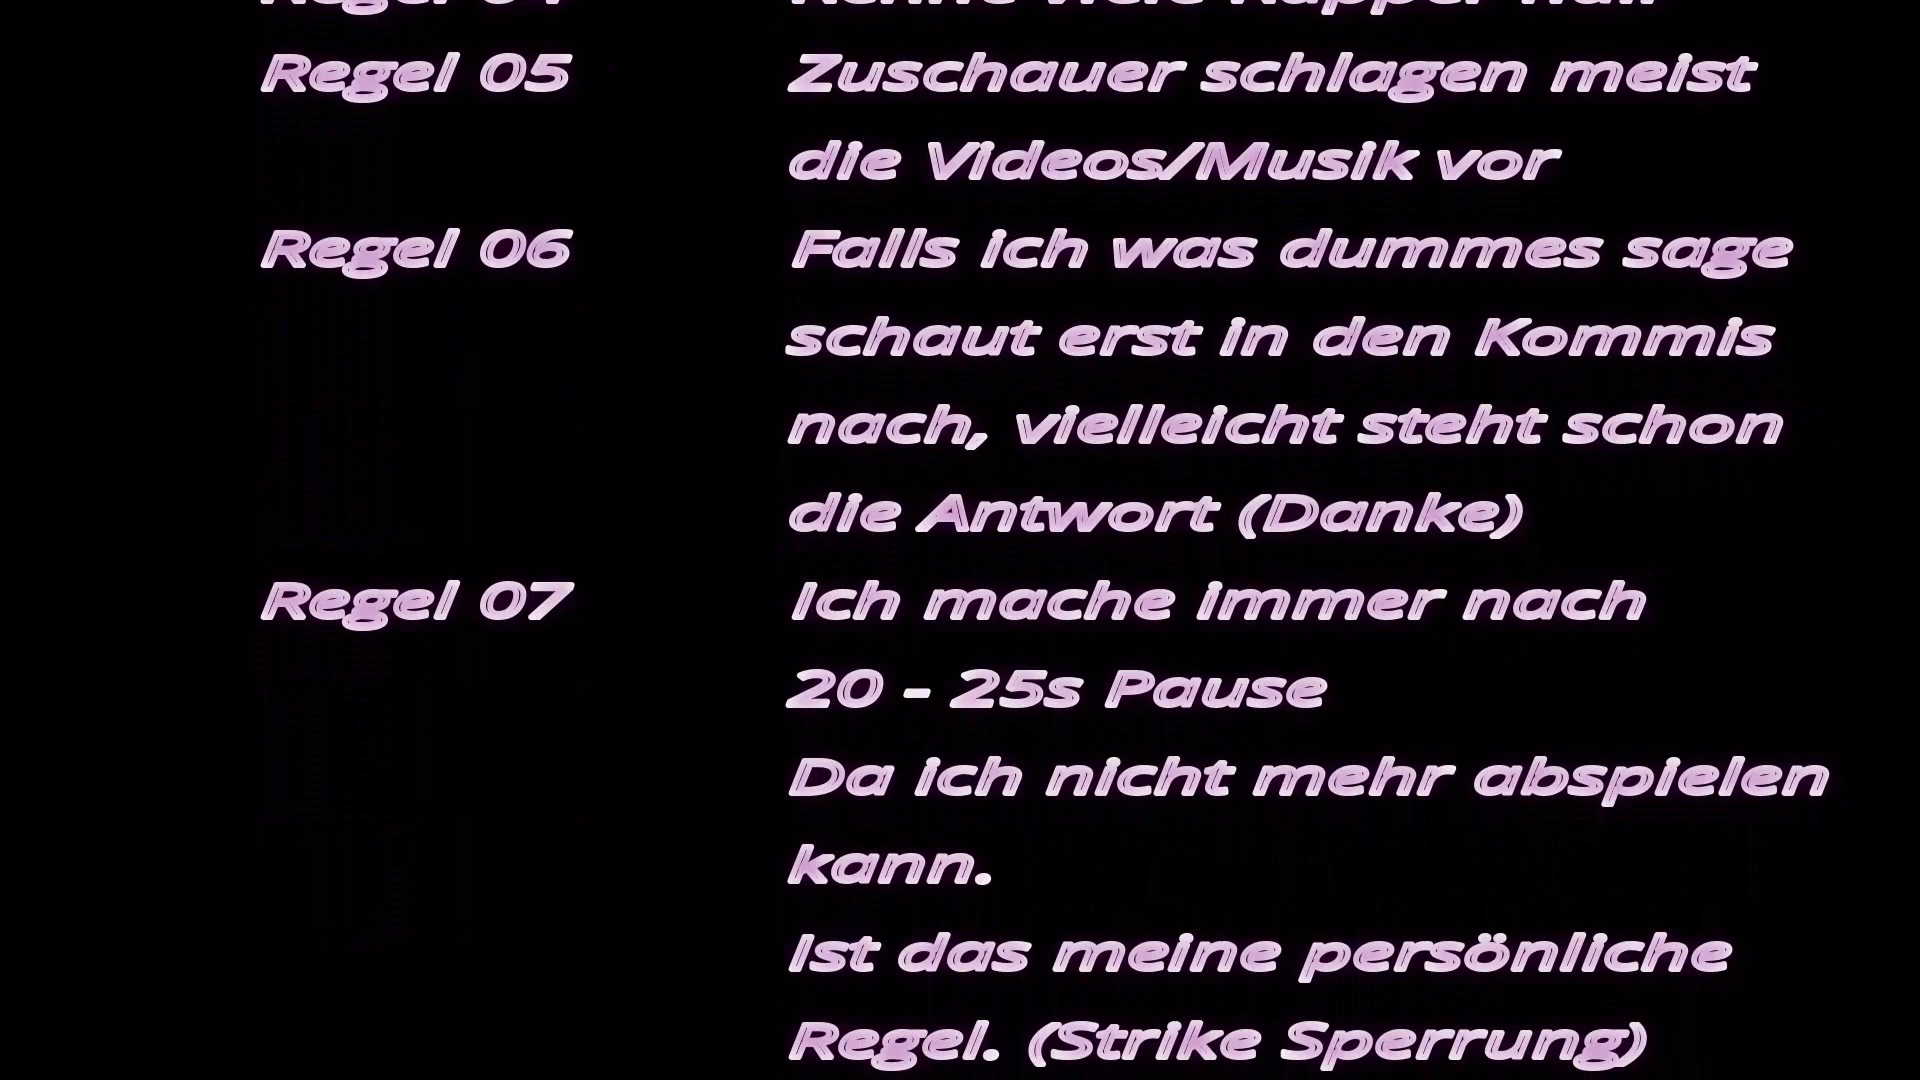 Regel 05 Zuschauer schlagen meist
die Videos/Musik vor
Regel 06 Falls ich was dummes sage
schaut erst in den Kommis
nach, vielleicht steht schon
die Antwort (Danke)
Regel 07 Ich mache immer nach
20 - 25s Pause
Da ich nicht mehr abspielen
kann.
Ist das meine persönliche
Regel. (Strike Sperrung)